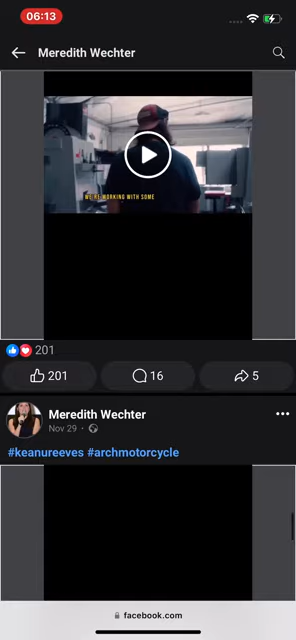 06:13
Meredith Wechter
WE'RE WORKING WITH SOME
201
201
16
5
Meredith Wechter
Nov 29 ·
#keanureeves #archmotorcycle
facebook.com